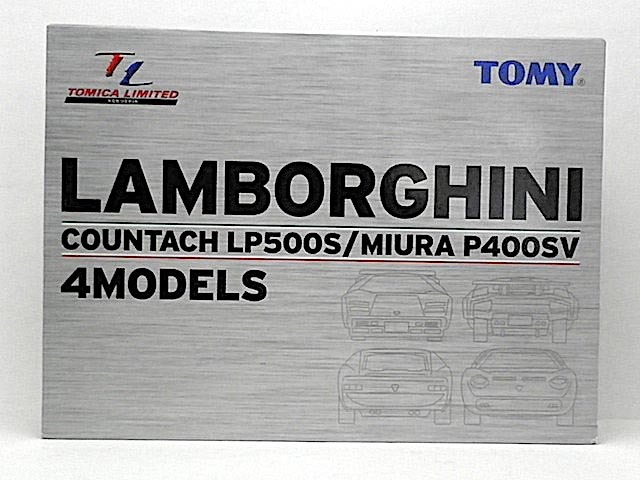 TL
TOMICA LIMITED
TOMY®
LAMBORGHINI
COUNTACH LP500S/MIURA P400SV
4MODELS